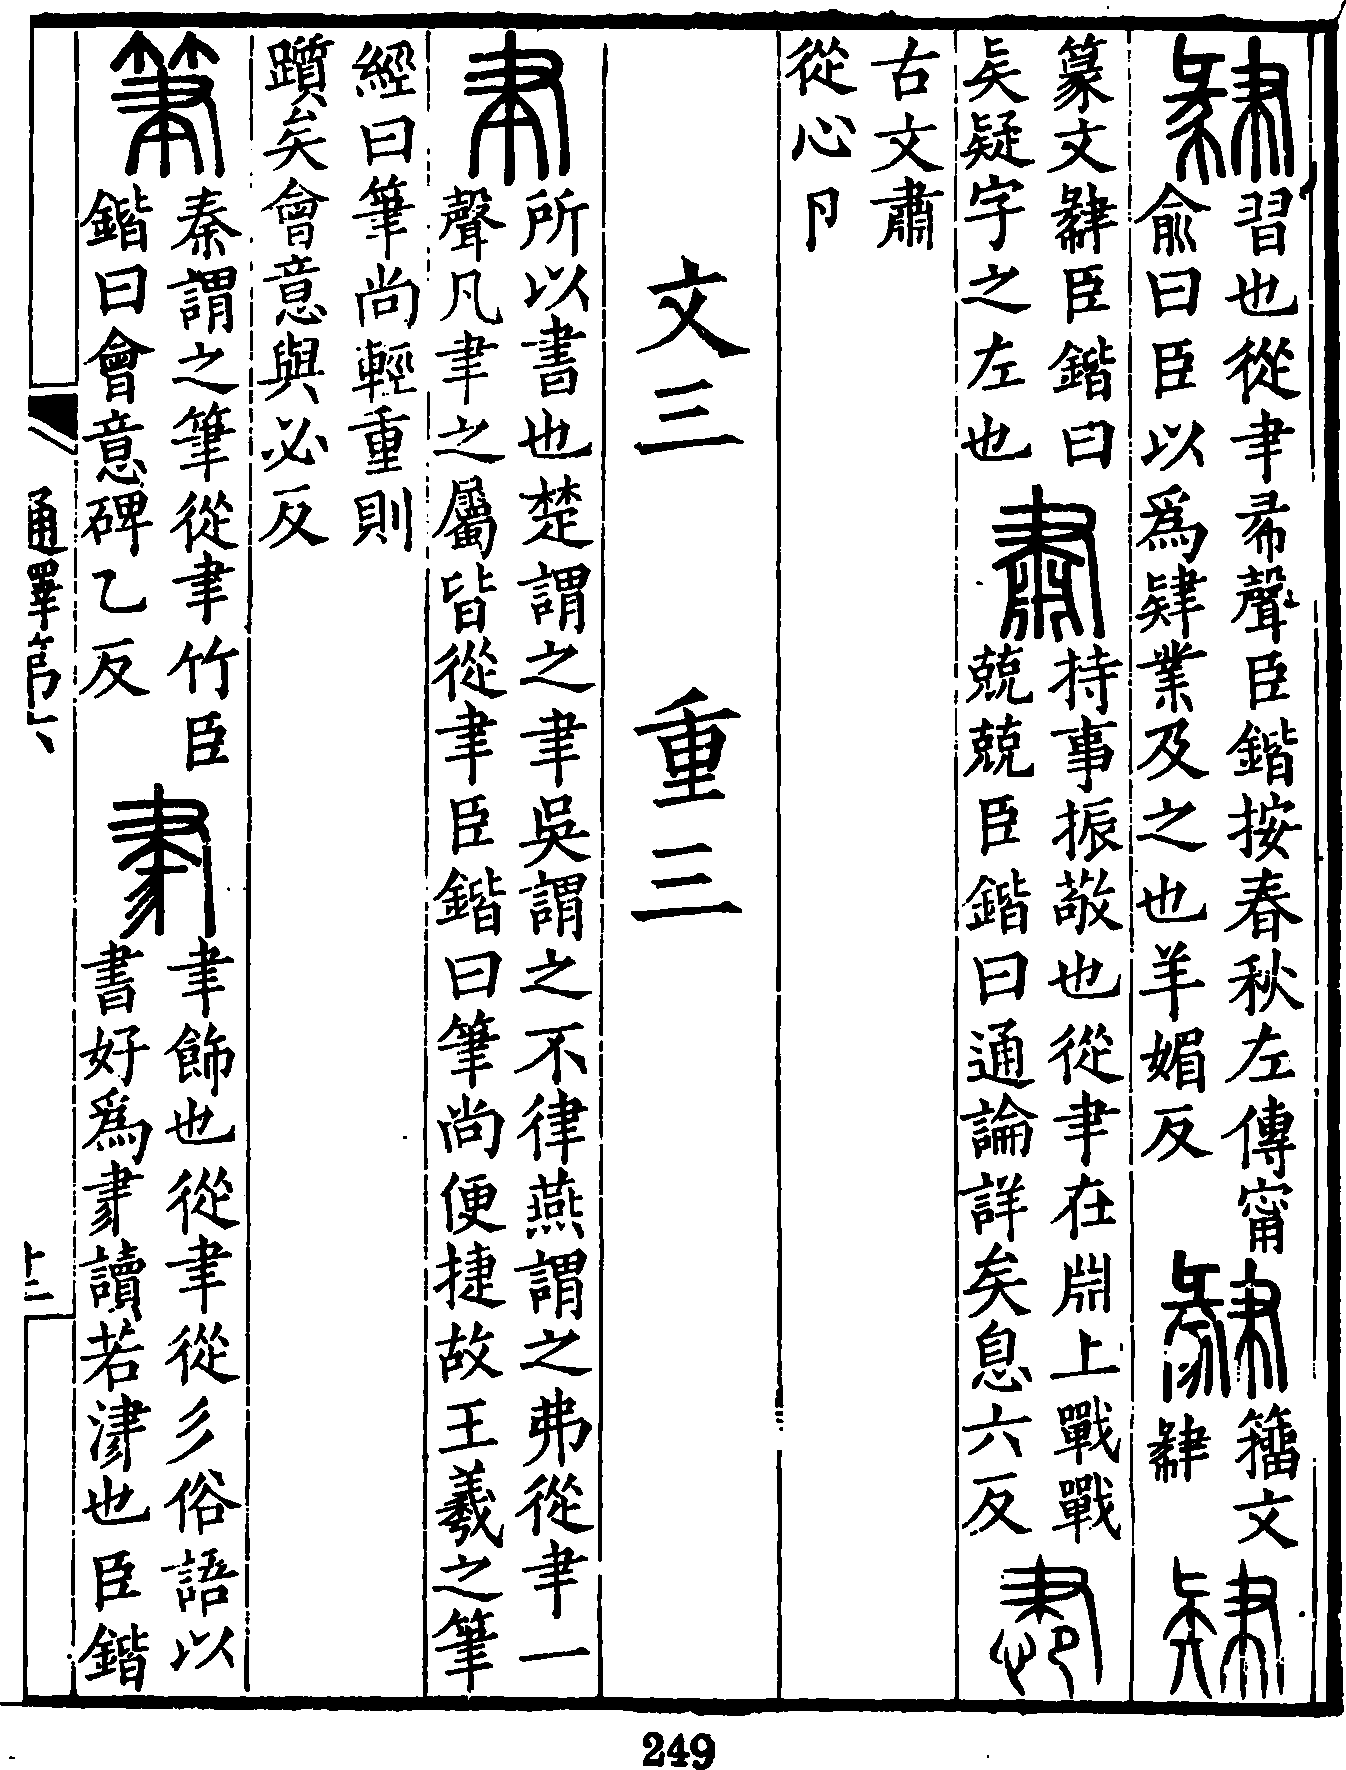 習也從聿㣇聲臣鍇按春秋左傳甯
俞曰臣以爲肄業及之也羊媚反
籒文
肄
篆文肄臣鍇曰
矣疑字之左也
肅
持事振敬也從聿在𣶒上戰戰
兢兢臣鍇曰通論詳矣息六反
古文肅
從心卪
文三 重三
聿
所以書也楚謂之聿吳謂之不律燕謂之弗從聿一
聲凡聿之屬皆從聿臣鍇曰筆尚便捷故王羲之筆
經曰筆尚輕重則
躓矣會意與必反
筆
秦謂之筆從聿竹臣
鍇曰會意碑乙反
聿飾也從聿從彡俗語以
書好爲㣋讀若津也臣鍇
通釋第六
十二
249